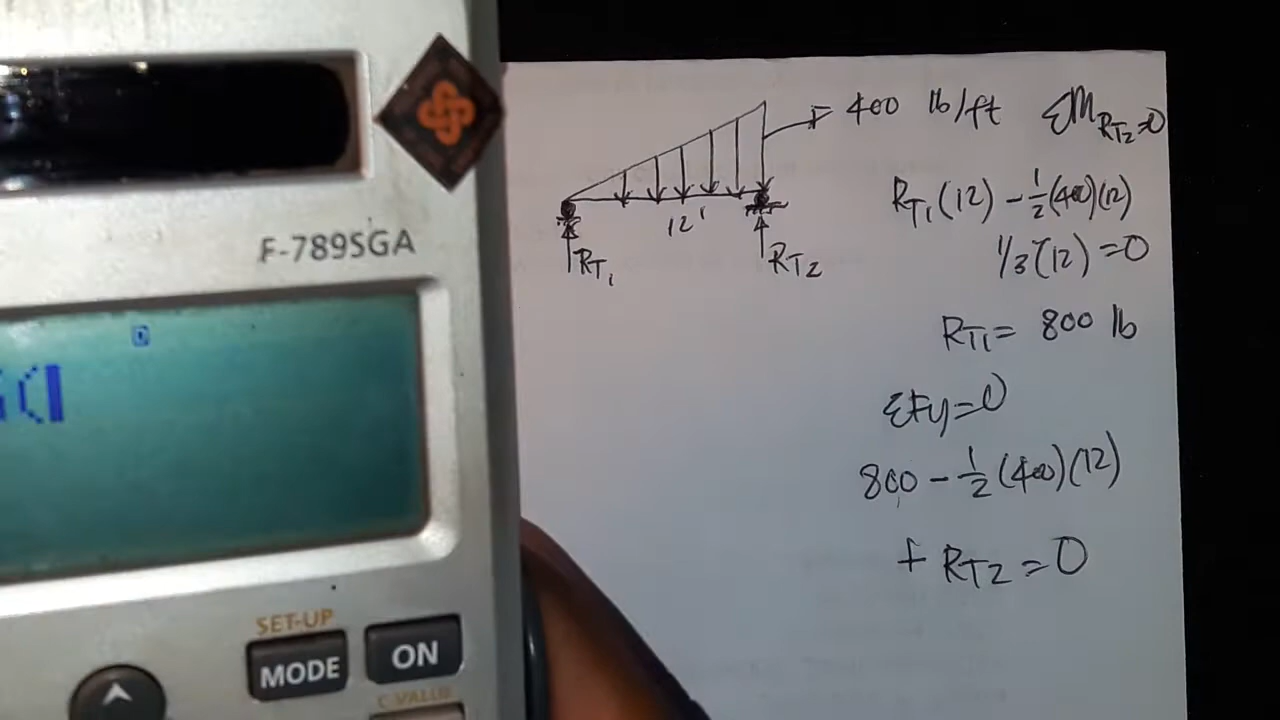 F-789SGA
SET-UP
MODE
ON
C VALUE
400 lb/ft
ΣM_RT2=0
12'
RT1
RT2
RT1(12) - 1/2(400)(12)
1/3(12) = 0
RT1 = 800 lb
ΣFy=0
800 - 1/2(400)(12)
+ RT2 = 0